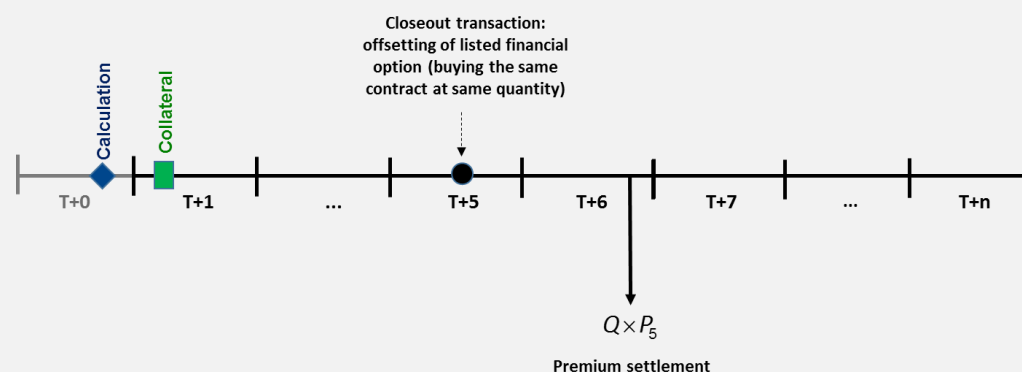 Closeout transaction:
offsetting of listed financial
option (buying the same
contract at same quantity)
Calculation
Collateral
T+0
T+1
...
T+5
T+6
T+7
...
T+n
Q×P₅
Premium settlement